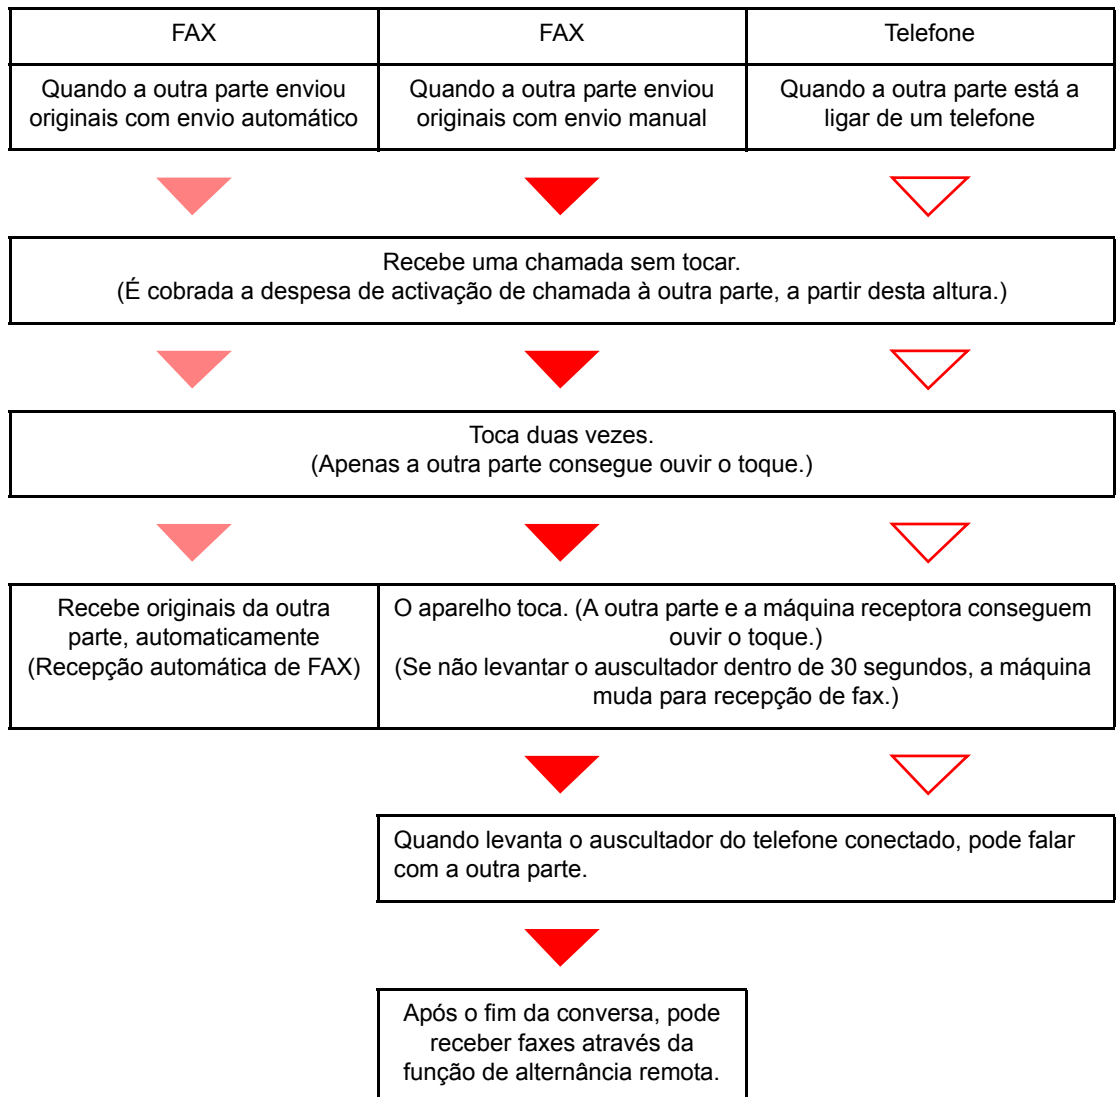 FAX
FAX
Telefone
Quando a outra parte enviou
originais com envio automático
Quando a outra parte enviou
originais com envio manual
Quando a outra parte está a
ligar de um telefone
Recebe uma chamada sem tocar.
(É cobrada a despesa de activação de chamada à outra parte, a partir desta altura.)
Toca duas vezes.
(Apenas a outra parte consegue ouvir o toque.)
Recebe originais da outra
parte, automaticamente
(Recepção automática de FAX)
O aparelho toca. (A outra parte e a máquina receptora conseguem
ouvir o toque.)
(Se não levantar o auscultador dentro de 30 segundos, a máquina
muda para recepção de fax.)
Quando levanta o auscultador do telefone conectado, pode falar
com a outra parte.
Após o fim da conversa, pode
receber faxes através da
função de alternância remota.